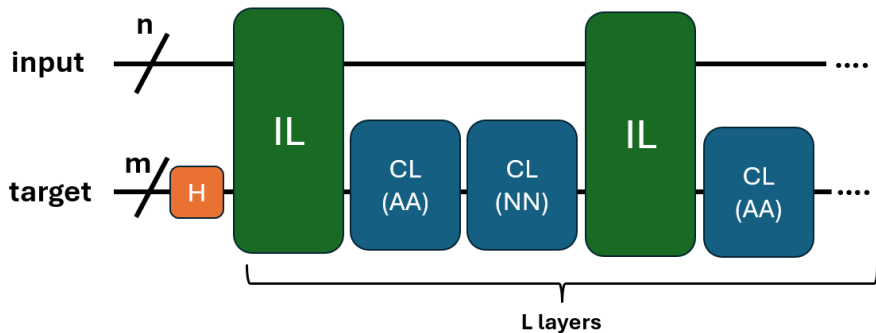 n
input
....
IL
IL
m
target
H
CL
(AA)
CL
(NN)
CL
(AA)
....
L layers